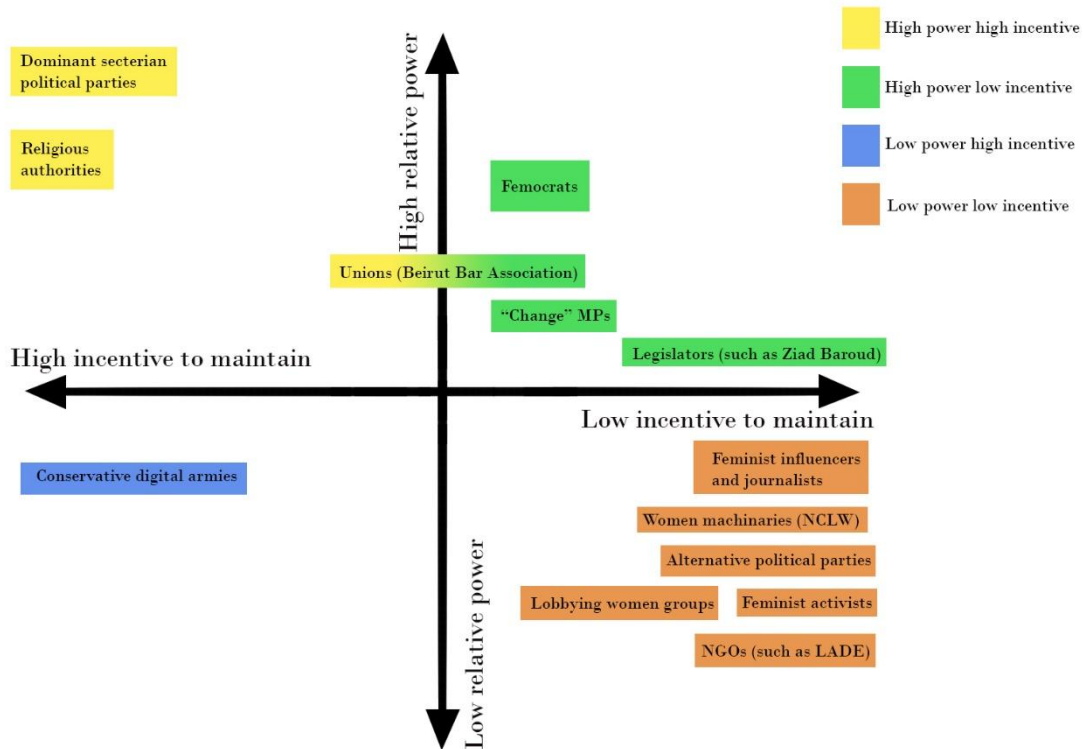 High power high incentive
High power low incentive
Low power high incentive
Low power low incentive
Dominant secterian
political parties
Religious
authorities
High relative power
Femocrats
Unions (Beirut Bar Association)
“Change” MPs
Legislators (such as Ziad Baroud)
High incentive to maintain
Low incentive to maintain
Conservative digital armies
Feminist influencers
and journalists
Women machinaries (NCLW)
Alternative political parties
Lobbying women groups
Feminist activists
NGOs (such as LADE)
Low relative power